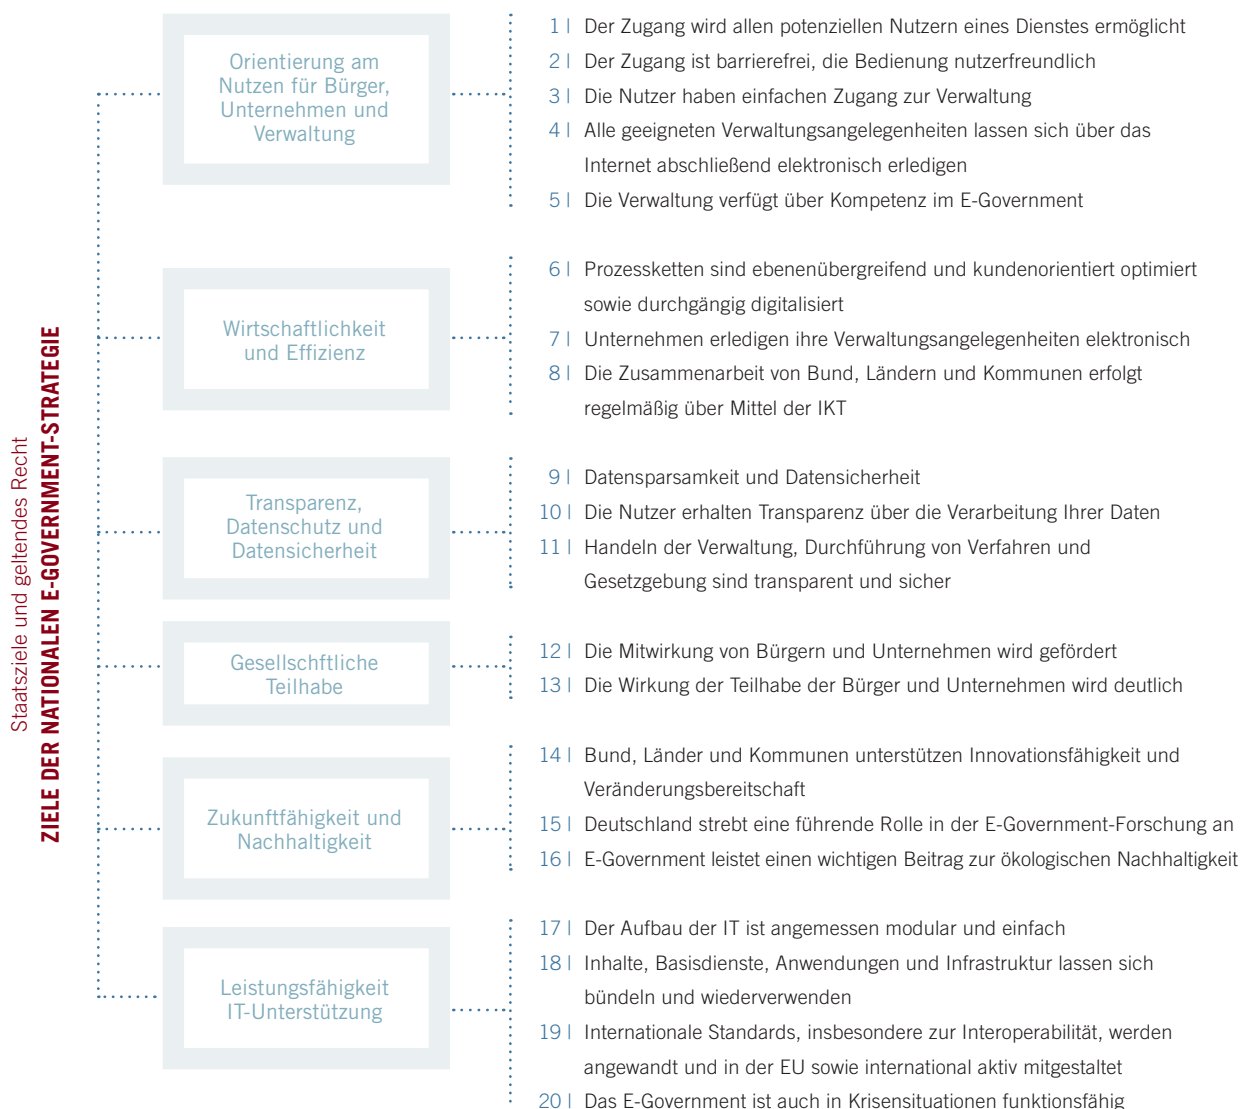 Staatsziele und geltendes Recht
ZIELE DER NATIONALEN E-GOVERNMENT-STRATEGIE
Orientierung am
Nutzen für Bürger,
Unternehmen und
Verwaltung
1 | Der Zugang wird allen potenziellen Nutzern eines Dienstes ermöglicht
2 | Der Zugang ist barrierefrei, die Bedienung nutzerfreundlich
3 | Die Nutzer haben einfachen Zugang zur Verwaltung
4 | Alle geeigneten Verwaltungsangelegenheiten lassen sich über das
Internet abschließend elektronisch erledigen
5 | Die Verwaltung verfügt über Kompetenz im E-Government
Wirtschaftlichkeit
und Effizienz
6 | Prozessketten sind ebenenübergreifend und kundenorientiert optimiert
sowie durchgängig digitalisiert
7 | Unternehmen erledigen ihre Verwaltungsangelegenheiten elektronisch
8 | Die Zusammenarbeit von Bund, Ländern und Kommunen erfolgt
regelmäßig über Mittel der IKT
Transparenz,
Datenschutz und
Datensicherheit
9 | Datensparsamkeit und Datensicherheit
10 | Die Nutzer erhalten Transparenz über die Verarbeitung Ihrer Daten
11 | Handeln der Verwaltung, Durchführung von Verfahren und
Gesetzgebung sind transparent und sicher
Gesellschftliche
Teilhabe
12 | Die Mitwirkung von Bürgern und Unternehmen wird gefördert
13 | Die Wirkung der Teilhabe der Bürger und Unternehmen wird deutlich
Zukunftfähigkeit und
Nachhaltigkeit
14 | Bund, Länder und Kommunen unterstützen Innovationsfähigkeit und
Veränderungsbereitschaft
15 | Deutschland strebt eine führende Rolle in der E-Government-Forschung an
16 | E-Government leistet einen wichtigen Beitrag zur ökologischen Nachhaltigkeit
Leistungsfähigkeit
IT-Unterstützung
17 | Der Aufbau der IT ist angemessen modular und einfach
18 | Inhalte, Basisdienste, Anwendungen und Infrastruktur lassen sich
bündeln und wiederverwenden
19 | Internationale Standards, insbesondere zur Interoperabilität, werden
angewandt und in der EU sowie international aktiv mitgestaltet
20 | Das E-Government ist auch in Krisensituationen funktionsfähig